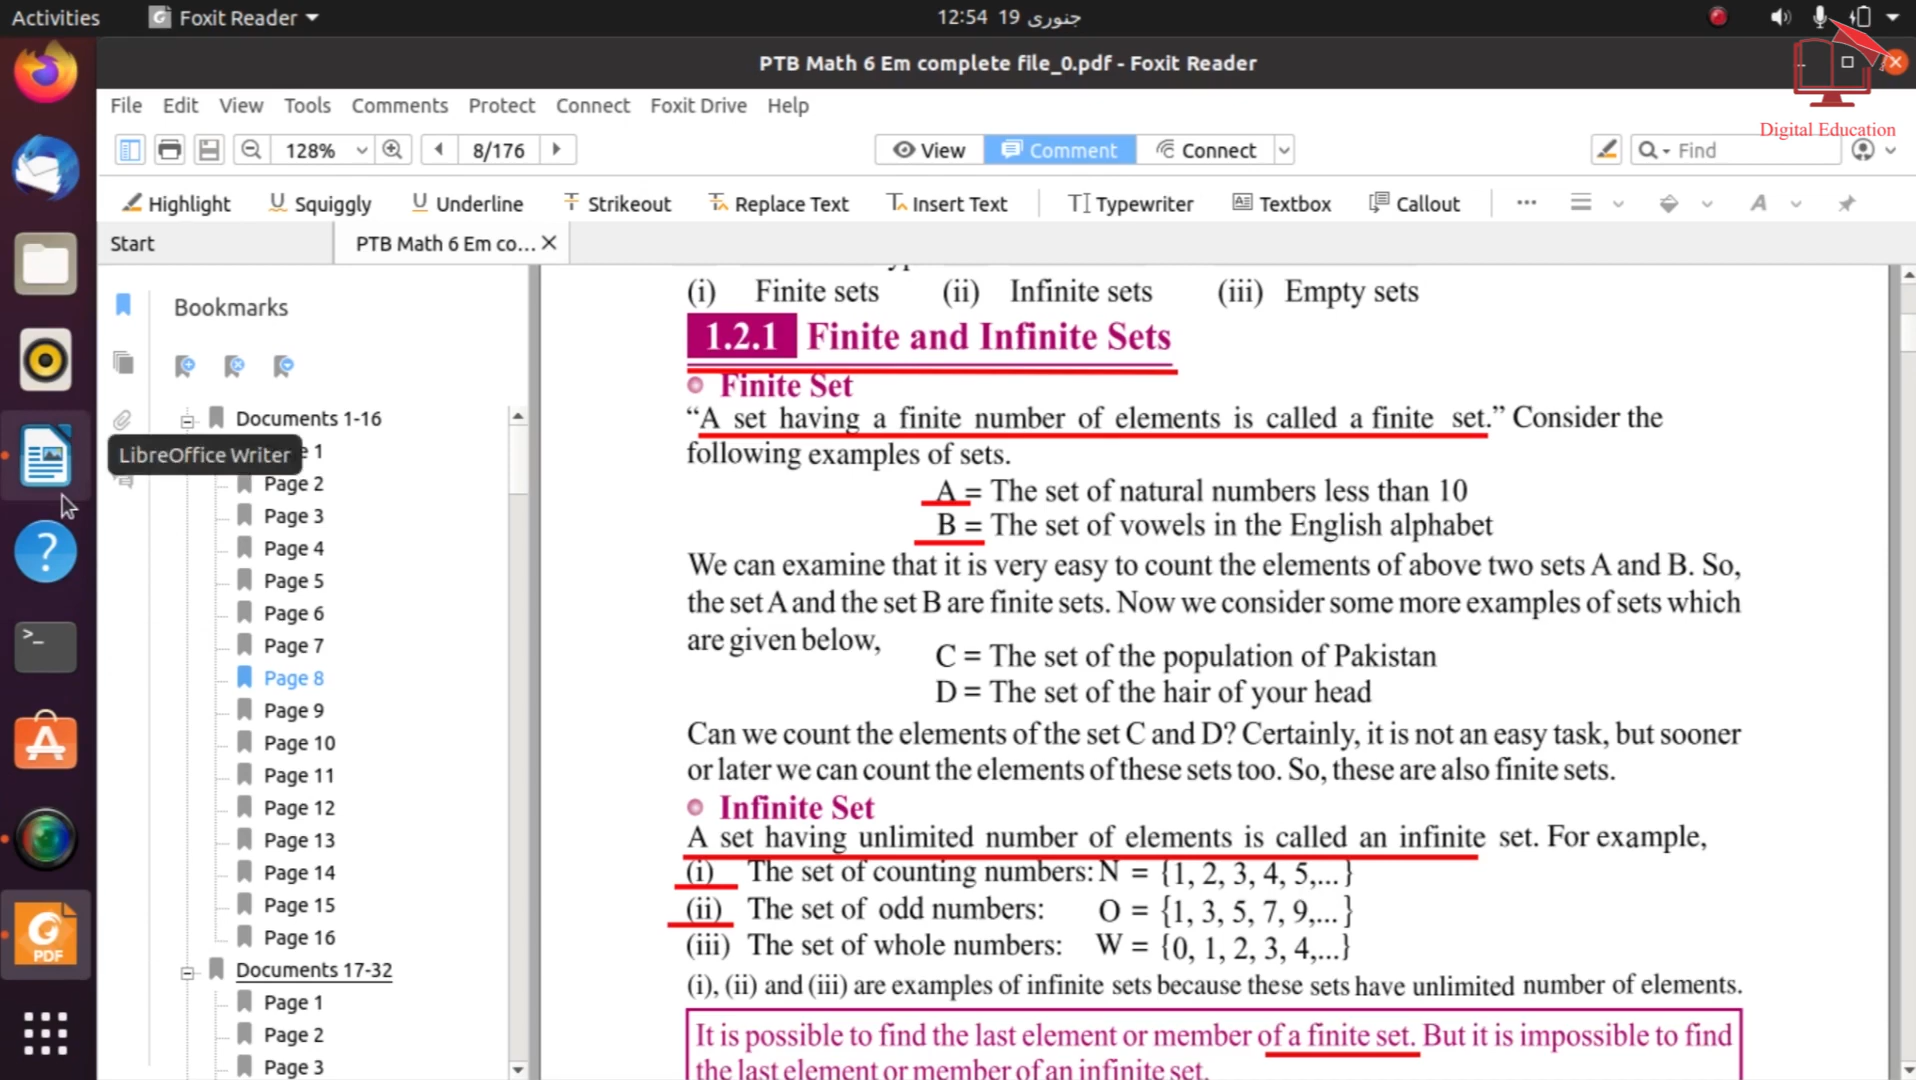 Activities
Foxit Reader
12:54 19 جنوری
PTB Math 6 Em complete file_0.pdf - Foxit Reader
Digital Education
File Edit View Tools Comments Protect Connect Foxit Drive Help
128%
8/176
View
Comment
Connect
Find
Highlight Squiggly Underline Strikeout Replace Text Insert Text Typewriter Textbox Callout
Start
PTB Math 6 Em co...
Bookmarks
Documents 1-16
LibreOffice Writer
Page 2
Page 3
Page 4
Page 5
Page 6
Page 7
Page 8
Page 9
Page 10
Page 11
Page 12
Page 13
Page 14
Page 15
Page 16
Documents 17-32
Page 1
Page 2
Page 3
PDF
(i) Finite sets (ii) Infinite sets (iii) Empty sets
1.2.1 Finite and Infinite Sets
Finite Set
“A set having a finite number of elements is called a finite set.” Consider the
following examples of sets.
A = The set of natural numbers less than 10
B = The set of vowels in the English alphabet
We can examine that it is very easy to count the elements of above two sets A and B. So,
the set A and the set B are finite sets. Now we consider some more examples of sets which
are given below,
C = The set of the population of Pakistan
D = The set of the hair of your head
Can we count the elements of the set C and D? Certainly, it is not an easy task, but sooner
or later we can count the elements of these sets too. So, these are also finite sets.
Infinite Set
A set having unlimited number of elements is called an infinite set. For example,
(i) The set of counting numbers: N = {1, 2, 3, 4, 5,...}
(ii) The set of odd numbers: O = {1, 3, 5, 7, 9,...}
(iii) The set of whole numbers: W = {0, 1, 2, 3, 4,...}
(i), (ii) and (iii) are examples of infinite sets because these sets have unlimited number of elements.
It is possible to find the last element or member of a finite set. But it is impossible to find
the last element or member of an infinite set.